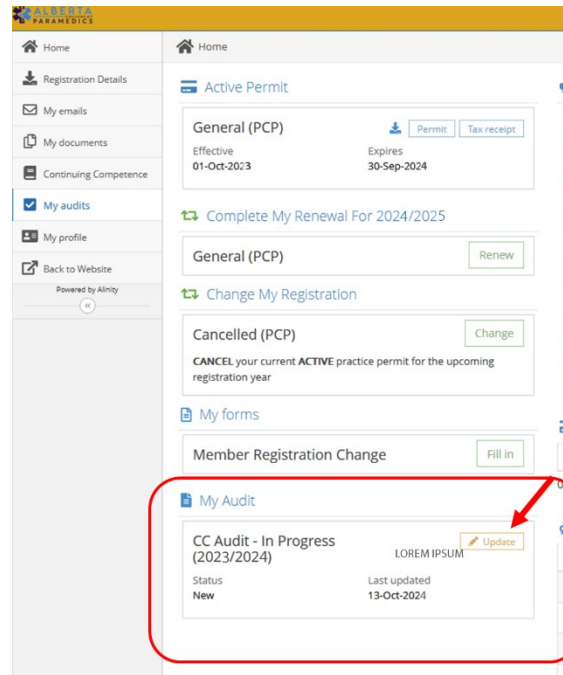 ALBERTA
PARAMEDICS
Home
Registration Details
My emails
My documents
Continuing Competence
My audits
My profile
Back to Website
Powered by Alinity
Home
Active Permit
General (PCP)
Permit
Tax receipt
Effective
Expires
01-Oct-2023
30-Sep-2024
Complete My Renewal For 2024/2025
General (PCP)
Renew
Change My Registration
Cancelled (PCP)
Change
CANCEL your current ACTIVE practice permit for the upcoming
registration year
My forms
Member Registration Change
Fill in
My Audit
CC Audit - In Progress
(2023/2024)
LOREM IPSUM
Update
Status
Last updated
New
13-Oct-2024